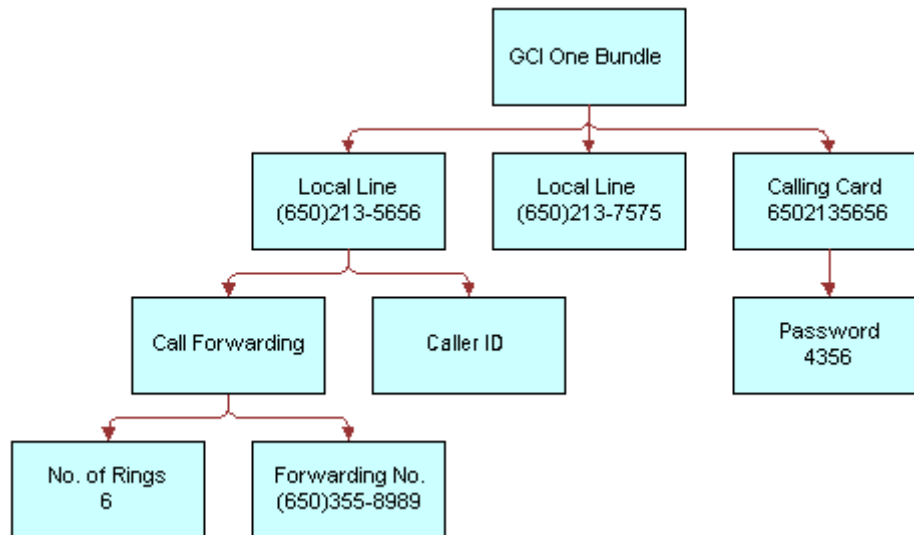 GCI One Bundle
Local Line
(650)213-5656
Local Line
(650)213-7575
Calling Card
6502135656
Call Forwarding
Caller ID
Password
4356
No. of Rings
6
Forwarding No.
(650)355-8989